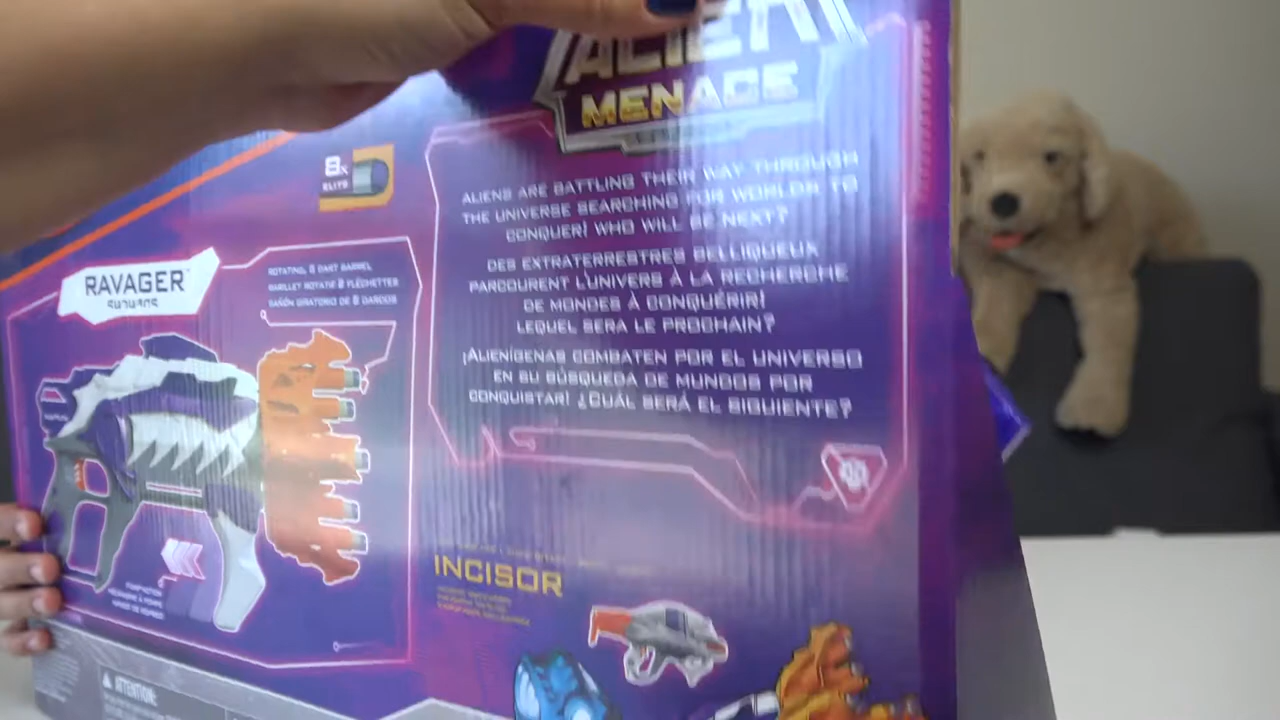 ALIEN
MENACE
8x
ELITE
ALIENS ARE BATTLING THEIR WAY THROUGH
THE UNIVERSE SEARCHING FOR WORLDS TO
CONQUER! WHO WILL BE NEXT?
DES EXTRATERRESTRES BELLIQUEUX
PARCOURENT L'UNIVERS À LA RECHERCHE
DE MONDES À CONQUÉRIR!
LEQUEL SERA LE PROCHAIN?
¡ALIENÍGENAS COMBATEN POR EL UNIVERSO
EN SU BÚSQUEDA DE MUNDOS POR
CONQUISTAR! ¿CUÁL SERÁ EL SIGUIENTE?
RAVAGER
ROTATING, 8 DART BARREL
BARILLET ROTATIF 8 FLÉCHETTES
CAÑÓN GIRATORIO DE 8 DARDOS
INCISOR
ATTENTION: